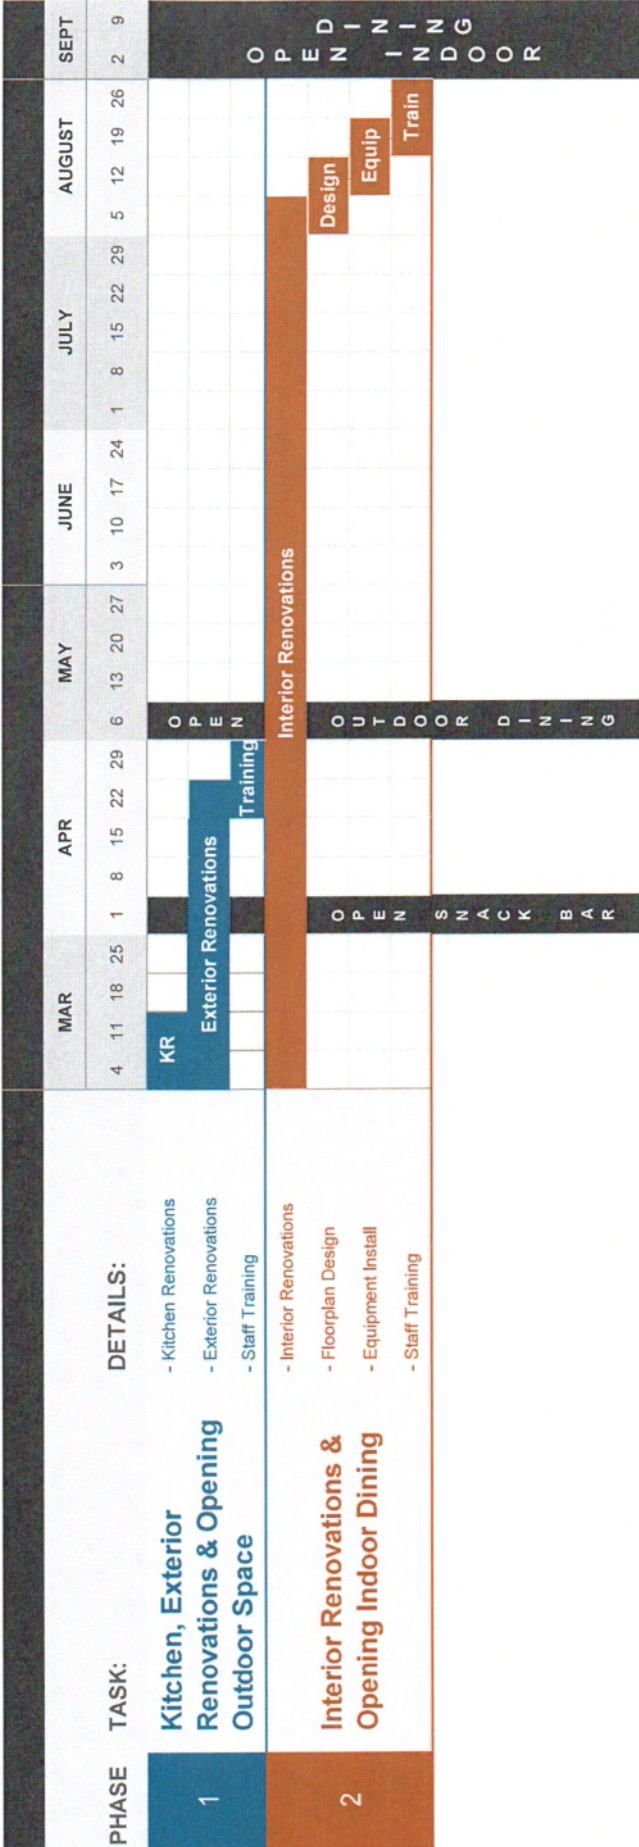 MAR APR MAY JUNE JULY AUGUST SEPT
PHASE TASK: DETAILS: 4 11 18 25 1 8 15 22 29 6 13 20 27 3 10 17 24 1 8 15 22 29 5 12 19 26 2 9
1
Kitchen, Exterior
Renovations & Opening
Outdoor Space
- Kitchen Renovations
- Exterior Renovations
- Staff Training
KR
Exterior Renovations
Training
2
Interior Renovations &
Opening Indoor Dining
- Interior Renovations
- Floorplan Design
- Equipment Install
- Staff Training
Interior Renovations
Design
Equip
Train
OPEN SNACK BAR
OPEN OUTDOOR DINING
OPEN INDOOR
DINING